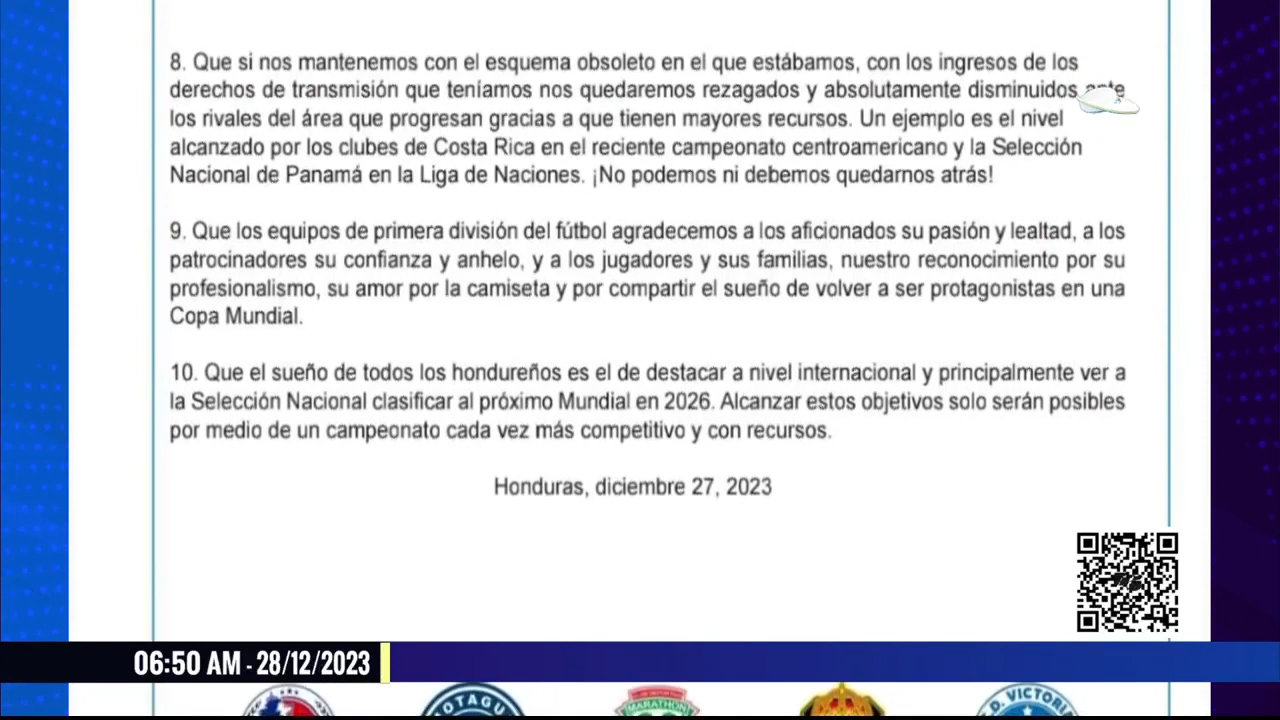 8. Que si nos mantenemos con el esquema obsoleto en el que estábamos, con los ingresos de los
derechos de transmisión que teníamos nos quedaremos rezagados y absolutamente disminuidos ante
los rivales del área que progresan gracias a que tienen mayores recursos. Un ejemplo es el nivel
alcanzado por los clubes de Costa Rica en el reciente campeonato centroamericano y la Selección
Nacional de Panamá en la Liga de Naciones. ¡No podemos ni debemos quedarnos atrás!
9. Que los equipos de primera división del fútbol agradecemos a los aficionados su pasión y lealtad, a los
patrocinadores su confianza y anhelo, y a los jugadores y sus familias, nuestro reconocimiento por su
profesionalismo, su amor por la camiseta y por compartir el sueño de volver a ser protagonistas en una
Copa Mundial.
10. Que el sueño de todos los hondureños es el de destacar a nivel internacional y principalmente ver a
la Selección Nacional clasificar al próximo Mundial en 2026. Alcanzar estos objetivos solo serán posibles
por medio de un campeonato cada vez más competitivo y con recursos.
Honduras, diciembre 27, 2023
06:50 AM - 28/12/2023
MARATHON
C.D. VICTORIA